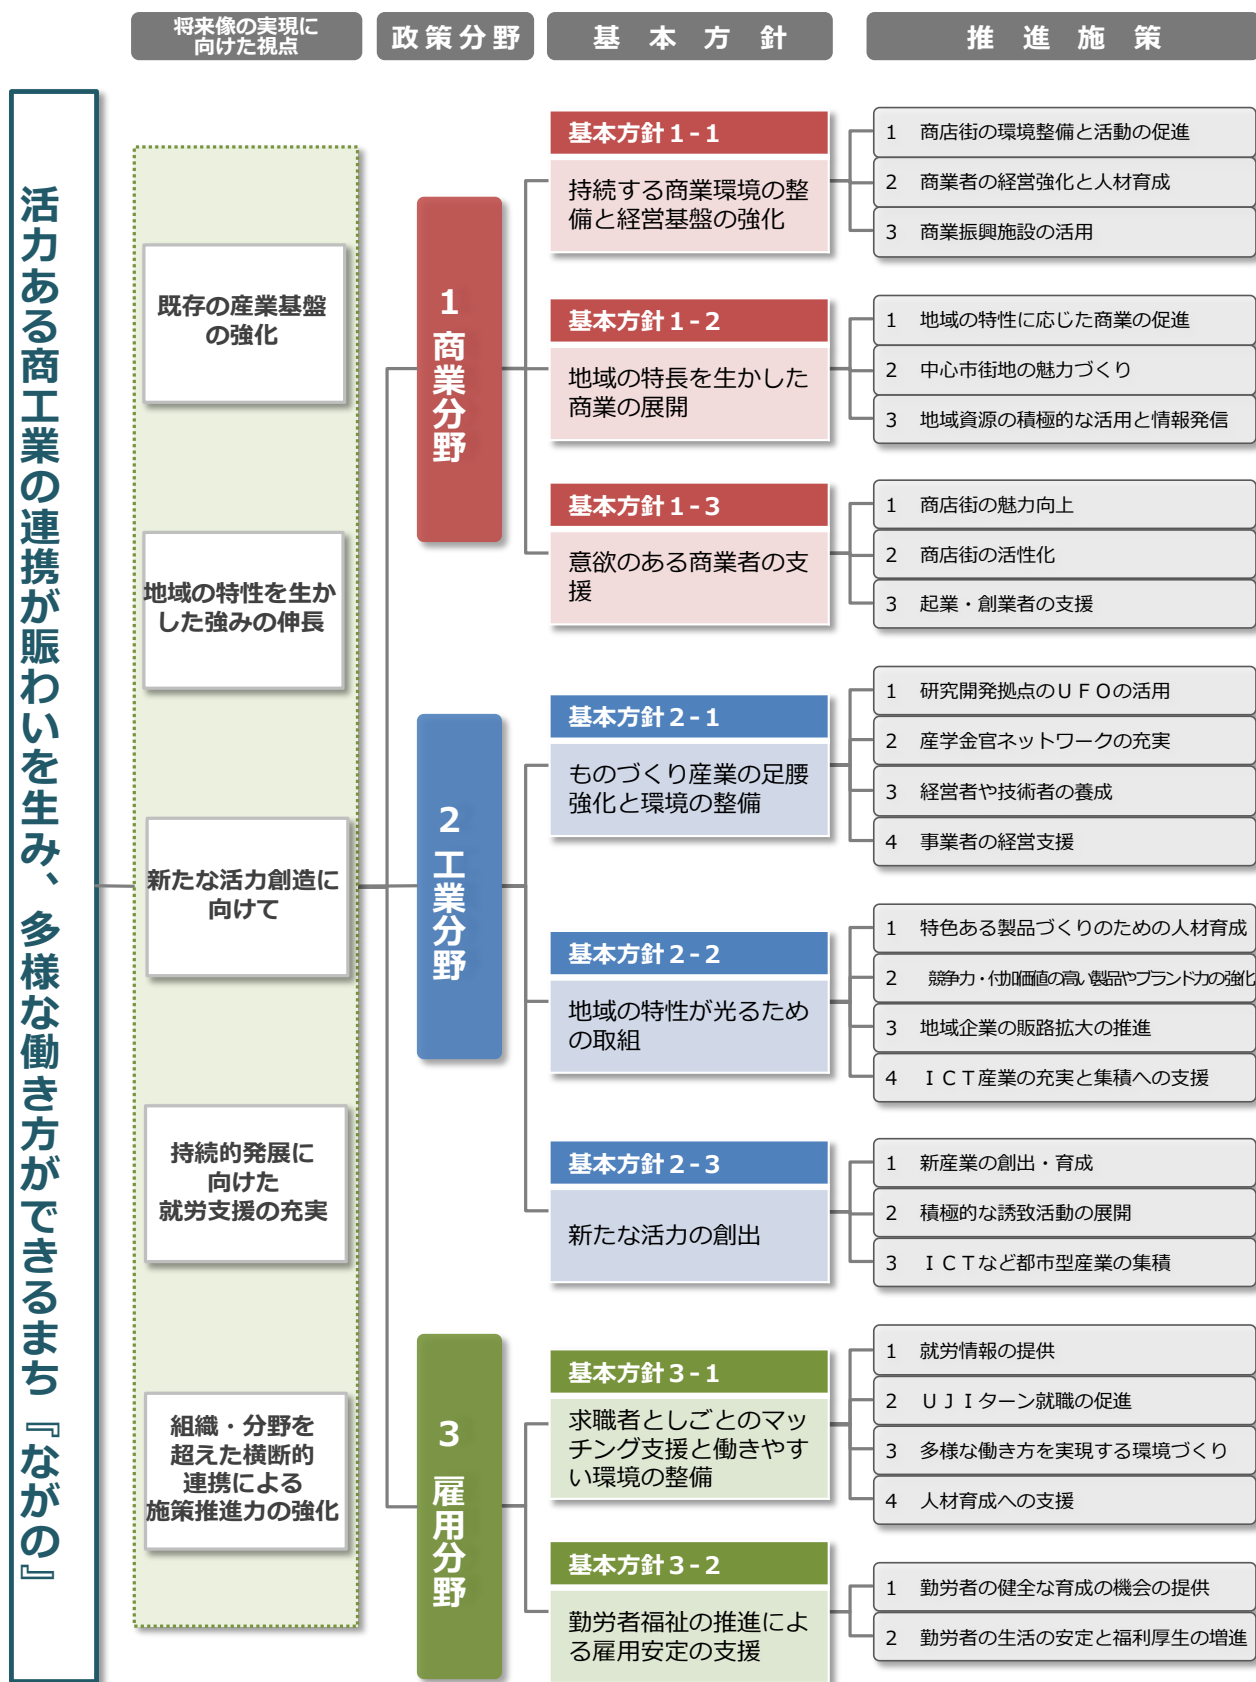 将来像の実現に
向けた視点
政策分野
基本方針
推進施策
活力ある商工業の連携が賑わいを生み、多様な働き方ができるまち『ながの』
既存の産業基盤
の強化
地域の特性を生か
した強みの伸長
新たな活力創造に
向けて
持続的発展に
向けた
就労支援の充実
組織・分野を
超えた横断的
連携による
施策推進力の強化
1 商業分野
基本方針1-1
持続する商業環境の整
備と経営基盤の強化
1 商店街の環境整備と活動の促進
2 商業者の経営強化と人材育成
3 商業振興施設の活用
基本方針1-2
地域の特長を生かした
商業の展開
1 地域の特性に応じた商業の促進
2 中心市街地の魅力づくり
3 地域資源の積極的な活用と情報発信
基本方針1-3
意欲のある商業者の支
援
1 商店街の魅力向上
2 商店街の活性化
3 起業・創業者の支援
2 工業分野
基本方針2-1
ものづくり産業の足腰
強化と環境の整備
1 研究開発拠点のUFOの活用
2 産学金官ネットワークの充実
3 経営者や技術者の養成
4 事業者の経営支援
基本方針2-2
地域の特性が光るため
の取組
1 特色ある製品づくりのための人材育成
2 競争力・付加価値の高い製品やブランド力の強化
3 地域企業の販路拡大の推進
4 ICT産業の充実と集積への支援
基本方針2-3
新たな活力の創出
1 新産業の創出・育成
2 積極的な誘致活動の展開
3 ICTなど都市型産業の集積
3 雇用分野
基本方針3-1
求職者としごとのマッ
チング支援と働きやす
い環境の整備
1 就労情報の提供
2 UJIターン就職の促進
3 多様な働き方を実現する環境づくり
4 人材育成への支援
基本方針3-2
勤労者福祉の推進によ
る雇用安定の支援
1 勤労者の健全な育成の機会の提供
2 勤労者の生活の安定と福利厚生の増進